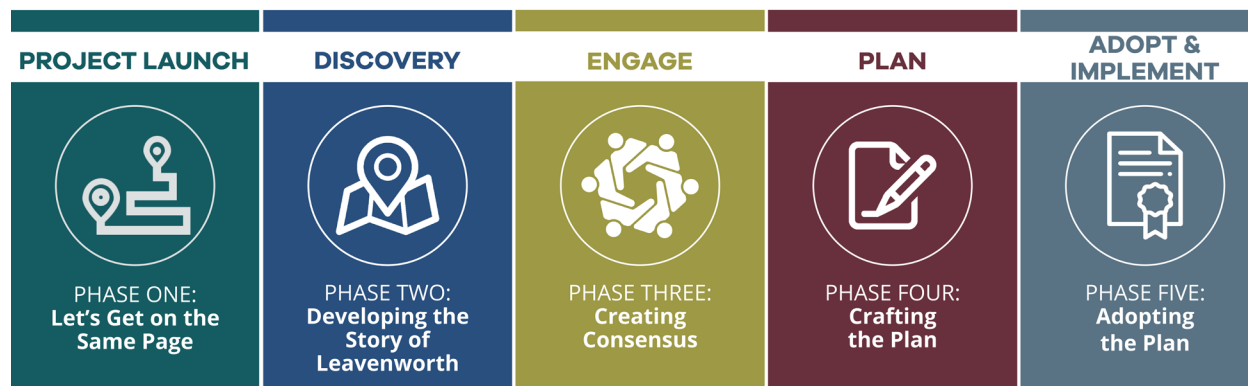 PROJECT LAUNCH
PHASE ONE:
Let's Get on the
Same Page
DISCOVERY
PHASE TWO:
Developing the
Story of
Leavenworth
ENGAGE
PHASE THREE:
Creating
Consensus
PLAN
PHASE FOUR:
Crafting
the Plan
ADOPT &
IMPLEMENT
PHASE FIVE:
Adopting
the Plan